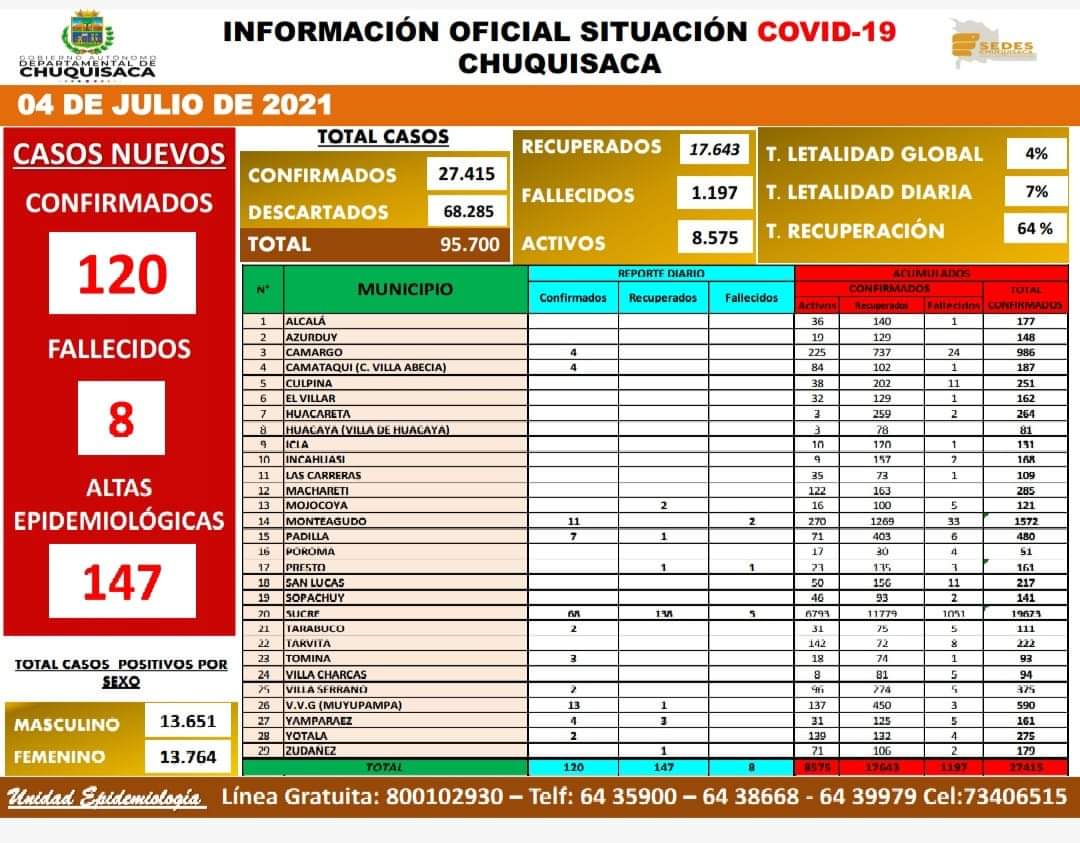 GOBIERNO AUTÓNOMO
DEPARTAMENTAL DE
CHUQUISACA
INFORMACIÓN OFICIAL SITUACIÓN COVID-19
CHUQUISACA
SEDES
CHUQUISACA
04 DE JULIO DE 2021
CASOS NUEVOS
CONFIRMADOS
120
FALLECIDOS
8
ALTAS
EPIDEMIOLÓGICAS
147
TOTAL CASOS POSITIVOS POR
SEXO
MASCULINO 13.651
FEMENINO 13.764
TOTAL CASOS
CONFIRMADOS 27.415
DESCARTADOS 68.285
TOTAL 95.700
RECUPERADOS 17.643
FALLECIDOS 1.197
ACTIVOS 8.575
T. LETALIDAD GLOBAL 4%
T. LETALIDAD DIARIA 7%
T. RECUPERACIÓN 64 %
N° MUNICIPIO REPORTE DIARIO ACUMULADOS
Confirmados Recuperados Fallecidos CONFIRMADOS TOTAL CONFIRMADOS
Activos Recuperados Fallecidos
1 ALCALÁ 36 140 1 177
2 AZURDUY 19 129 148
3 CAMARGO 4 225 737 24 986
4 CAMATAQUI (C. VILLA ABECIA) 4 84 102 1 187
5 CULPINA 38 202 11 251
6 EL VILLAR 32 129 1 162
7 HUACARETA 3 259 2 264
8 HUACAYA (VILLA DE HUACAYA) 3 78 81
9 ICLA 10 120 1 131
10 INCAHUASI 9 157 2 168
11 LAS CARRERAS 35 73 1 109
12 MACHARETI 122 163 285
13 MOJOCOYA 2 16 100 5 121
14 MONTEAGUDO 11 2 270 1269 33 1572
15 PADILLA 7 1 71 403 6 480
16 POROMA 17 30 4 51
17 PRESTO 1 1 23 135 3 161
18 SAN LUCAS 50 156 11 217
19 SOPACHUY 46 93 2 141
20 SUCRE 68 138 5 6793 11779 1051 19623
21 TARABUCO 2 31 75 5 111
22 TARVITA 142 72 8 222
23 TOMINA 3 18 74 1 93
24 VILLA CHARCAS 8 81 5 94
25 VILLA SERRANO 2 96 274 5 375
26 V.V.G (MUYUPAMPA) 13 1 137 450 3 590
27 YAMPARAEZ 4 3 31 125 5 161
28 YOTALA 2 139 132 4 275
29 ZUDAÑEZ 1 71 106 2 179
TOTAL 120 147 8 8575 17643 1197 27415
Unidad Epidemiología Línea Gratuita: 800102930 – Telf: 64 35900 – 64 38668 - 64 39979 Cel:73406515